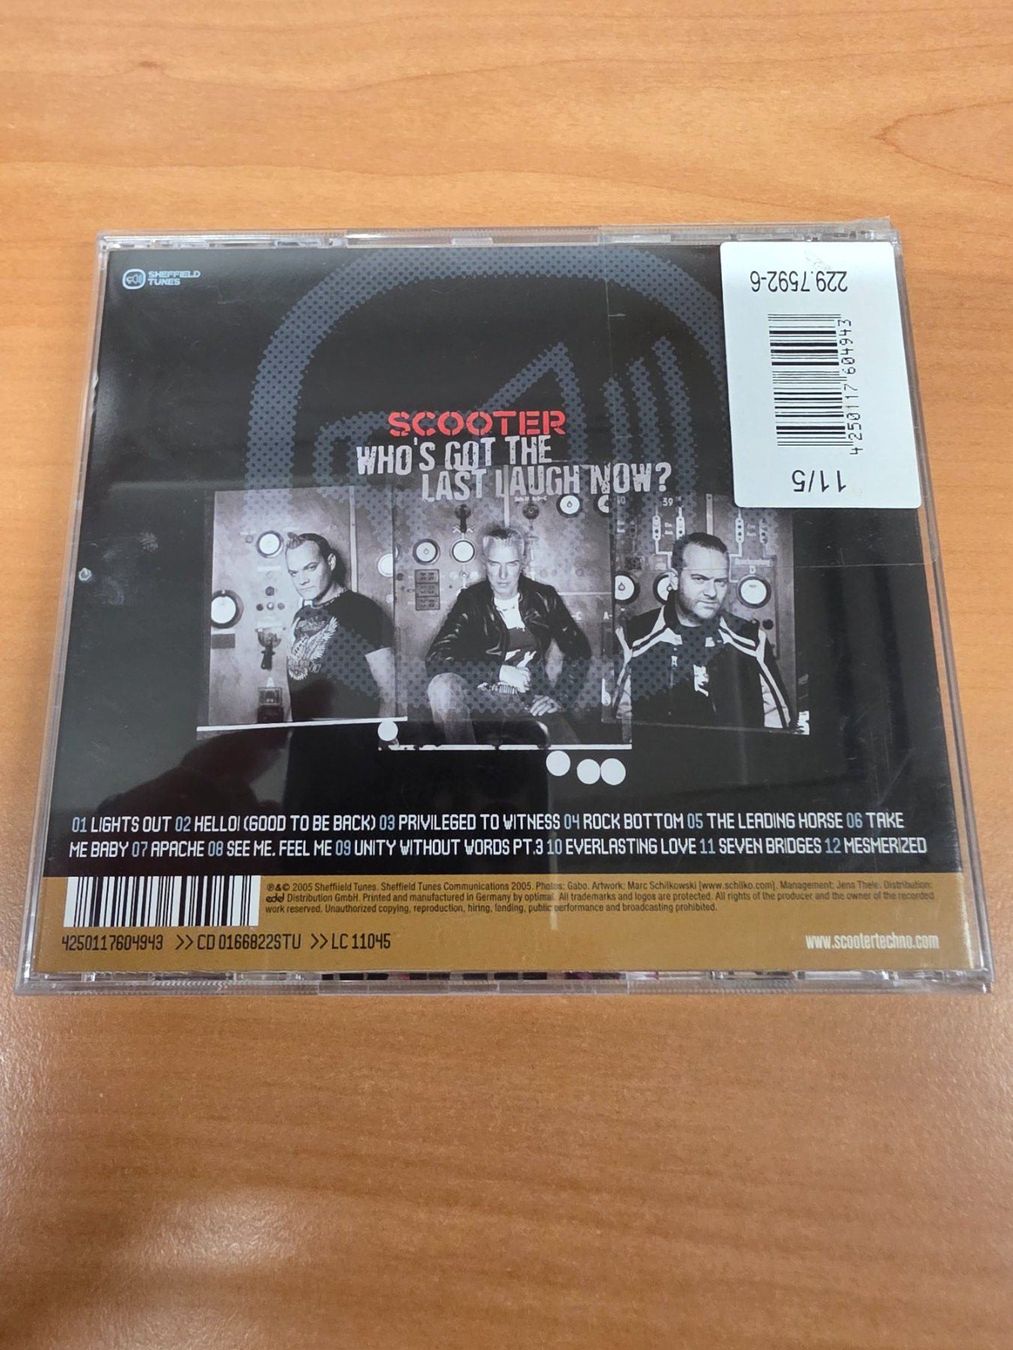 SHEFFIELD
TUNES
229.7592-6
4250117 604943
11/5
SCOOTER
WHO'S GOT THE
LAST LAUGH NOW?
39
01 LIGHTS OUT 02 HELLO! (GOOD TO BE BACK) 03 PRIVILEGED TO WITNESS 04 ROCK BOTTOM 05 THE LEADING HORSE 06 TAKE
ME BABY 07 APACHE 08 SEE ME, FEEL ME 09 UNITY WITHOUT WORDS PT.3 10 EVERLASTING LOVE 11 SEVEN BRIDGES 12 MESMERIZED
℗&© 2005 Sheffield Tunes. Sheffield Tunes Communications 2005. Photos: Gabo. Artwork: Marc Schilkowski [www.schilko.com]. Management: Jens Thele. Distribution:
edel Distribution GmbH. Printed and manufactured in Germany by optimal. All trademarks and logos are protected. All rights of the producer and the owner of the recorded
work reserved. Unauthorized copying, reproduction, hiring, lending, public performance and broadcasting prohibited.
4250117604943 >>CD 0166822STU >>LC 11045
www.scootertechno.com